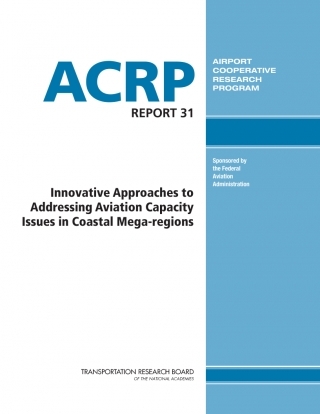 ACRP
REPORT 31
AIRPORT
COOPERATIVE
RESEARCH
PROGRAM
Sponsored by
the Federal
Aviation
Administration
Innovative Approaches to
Addressing Aviation Capacity
Issues in Coastal Mega-regions
TRANSPORTATION RESEARCH BOARD
OF THE NATIONAL ACADEMIES